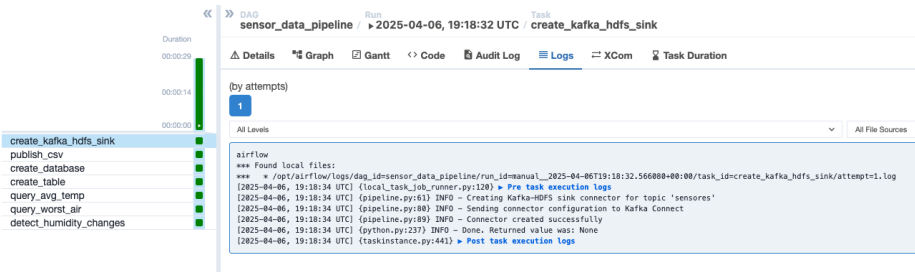 DAG
sensor_data_pipeline
/
Run
2025-04-06, 19:18:32 UTC
/
Task
create_kafka_hdfs_sink
Duration
00:00:29
00:00:14
00:00:00
create_kafka_hdfs_sink
publish_csv
create_database
create_table
query_avg_temp
query_worst_air
detect_humidity_changes
Details
Graph
Gantt
Code
Audit Log
Logs
XCom
Task Duration
(by attempts)
1
All Levels
All File Sources
airflow
*** Found local files:
***   * /opt/airflow/logs/dag_id=sensor_data_pipeline/run_id=manual__2025-04-06T19:18:32.566080+00:00/task_id=create_kafka_hdfs_sink/attempt=1.log
[2025-04-06, 19:18:34 UTC] {local_task_job_runner.py:120} ▶ Pre task execution logs
[2025-04-06, 19:18:34 UTC] {pipeline.py:61} INFO - Creating Kafka-HDFS sink connector for topic 'sensores'
[2025-04-06, 19:18:34 UTC] {pipeline.py:80} INFO - Sending connector configuration to Kafka Connect
[2025-04-06, 19:18:34 UTC] {pipeline.py:89} INFO - Connector created successfully
[2025-04-06, 19:18:34 UTC] {python.py:237} INFO - Done. Returned value was: None
[2025-04-06, 19:18:34 UTC] {taskinstance.py:441} ▶ Post task execution logs